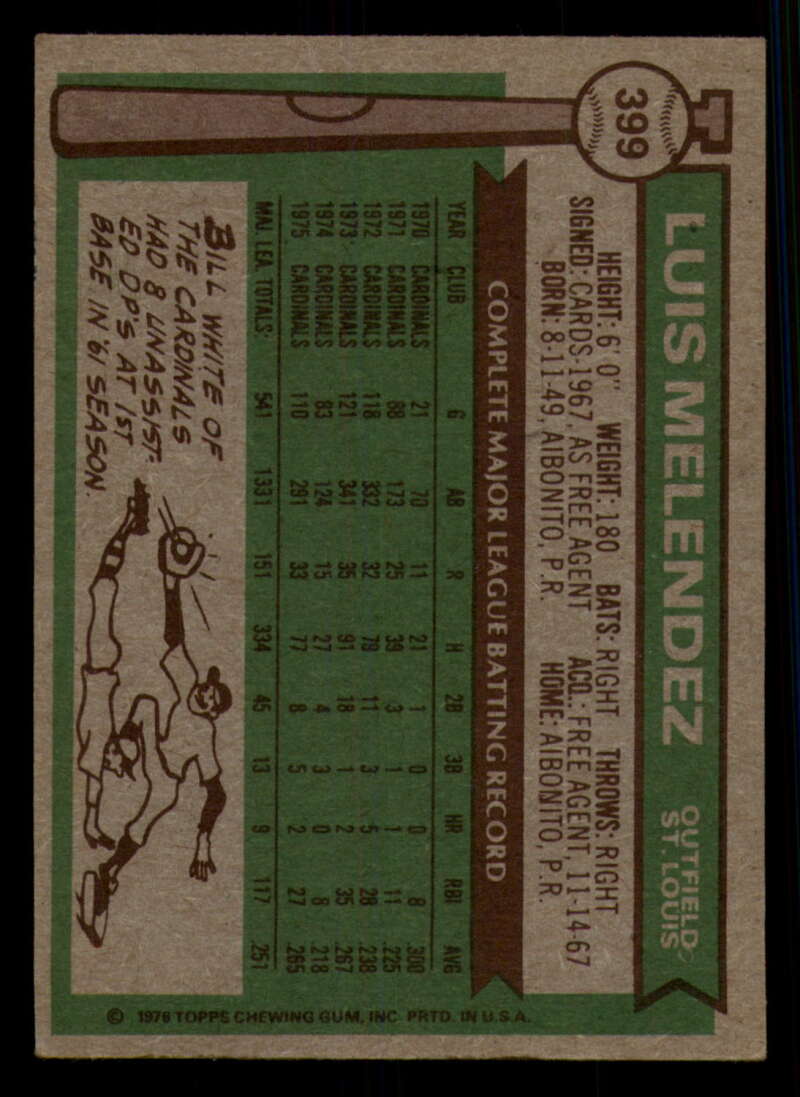 399
LUIS MELENDEZ
OUTFIELD
ST. LOUIS
HEIGHT: 6' 0" WEIGHT: 180 BATS: RIGHT THROWS: RIGHT
SIGNED: CARDS-1967, AS FREE AGENT ACQ.: FREE AGENT, 11-14-67
BORN: 8-11-49, AIBONITO, P.R. HOME: AIBONITO, P.R.
COMPLETE MAJOR LEAGUE BATTING RECORD
YEAR CLUB G AB R H 2B 3B HR RBI AVG
1970 CARDINALS 21 70 11 21 1 0 0 8 .300
1971 CARDINALS 88 173 25 39 3 1 1 11 .225
1972 CARDINALS 118 332 32 79 11 3 5 28 .238
1973 CARDINALS 121 341 35 91 18 1 2 35 .267
1974 CARDINALS 83 124 15 27 4 3 0 8 .218
1975 CARDINALS 110 291 33 77 8 5 2 27 .265
MAJ. LEA. TOTALS: 541 1331 151 334 45 13 9 117 .251
BILL WHITE OF
THE CARDINALS
HAD 8 UNASSIST-
ED DP'S AT 1ST
BASE IN '61 SEASON.
© 1976 TOPPS CHEWING GUM, INC. PRTD. IN U.S.A.